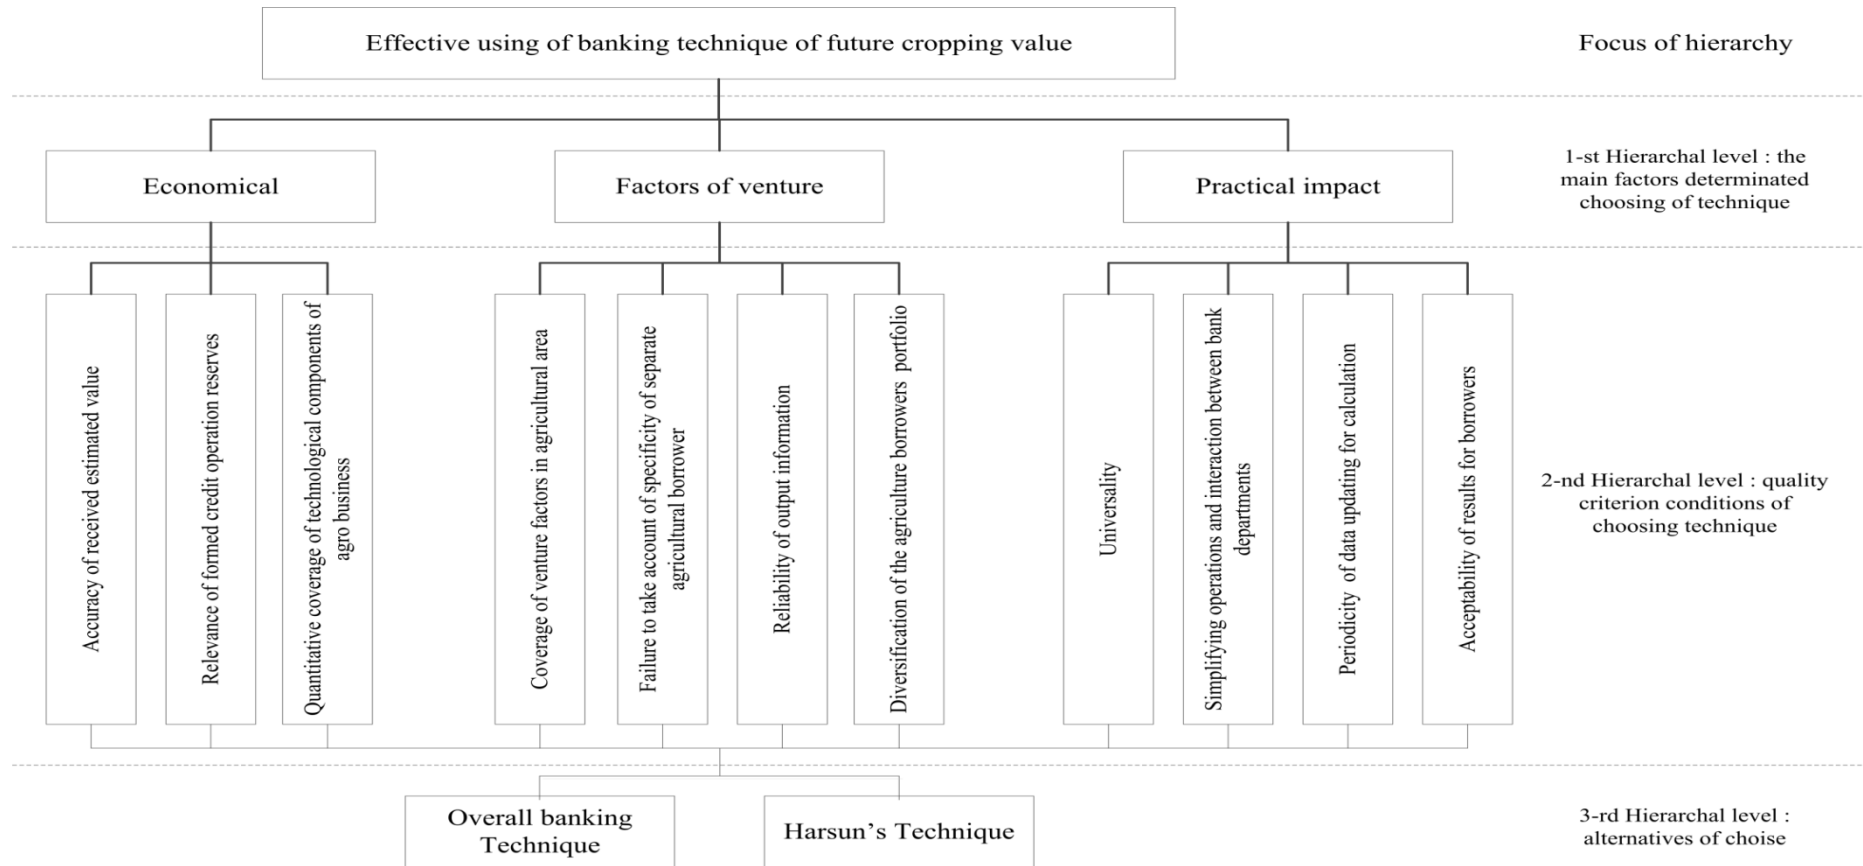 Effective using of banking technique of future cropping value
Focus of hierarchy
Economical
Factors of venture
Practical impact
1-st Hierarchal level : the
main factors determinated
choosing of technique
Accuracy of received estimated value
Relevance of formed credit operation reserves
Quantitative coverage of technological components of
agro business
Coverage of venture factors in agricultural area
Failure to take account of specificity of separate
agricultural borrower
Reliability of output information
Diversification of the agriculture borrowers portfolio
Universality
Simplifying operations and interaction between bank
departments
Periodicity of data updating for calculation
Acceptability of results for borrowers
2-nd Hierarchal level : quality
criterion conditions of
choosing technique
Overall banking
Technique
Harsun’s Technique
3-rd Hierarchal level :
alternatives of choise